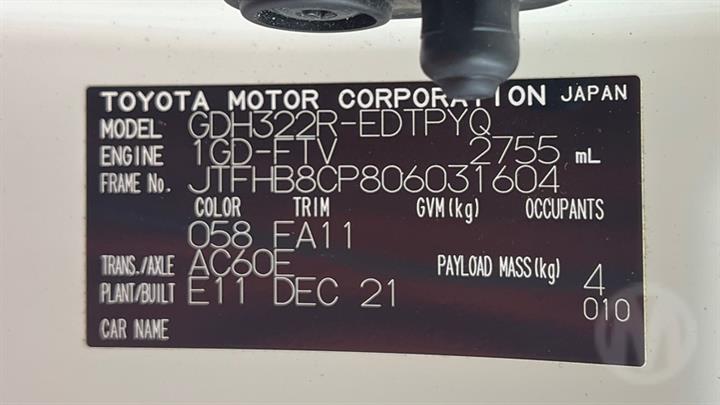 TOYOTA MOTOR CORPORATION JAPAN
MODEL GDH322R-EDTPYQ
ENGINE 1GD-FTV 2755 mL
FRAME No. JTFHB8CP806031604
COLOR TRIM GVM(kg) OCCUPANTS
058 FA11
TRANS./AXLE AC60E PAYLOAD MASS(kg) 4
PLANT/BUILT E11 DEC 21 010
CAR NAME
M